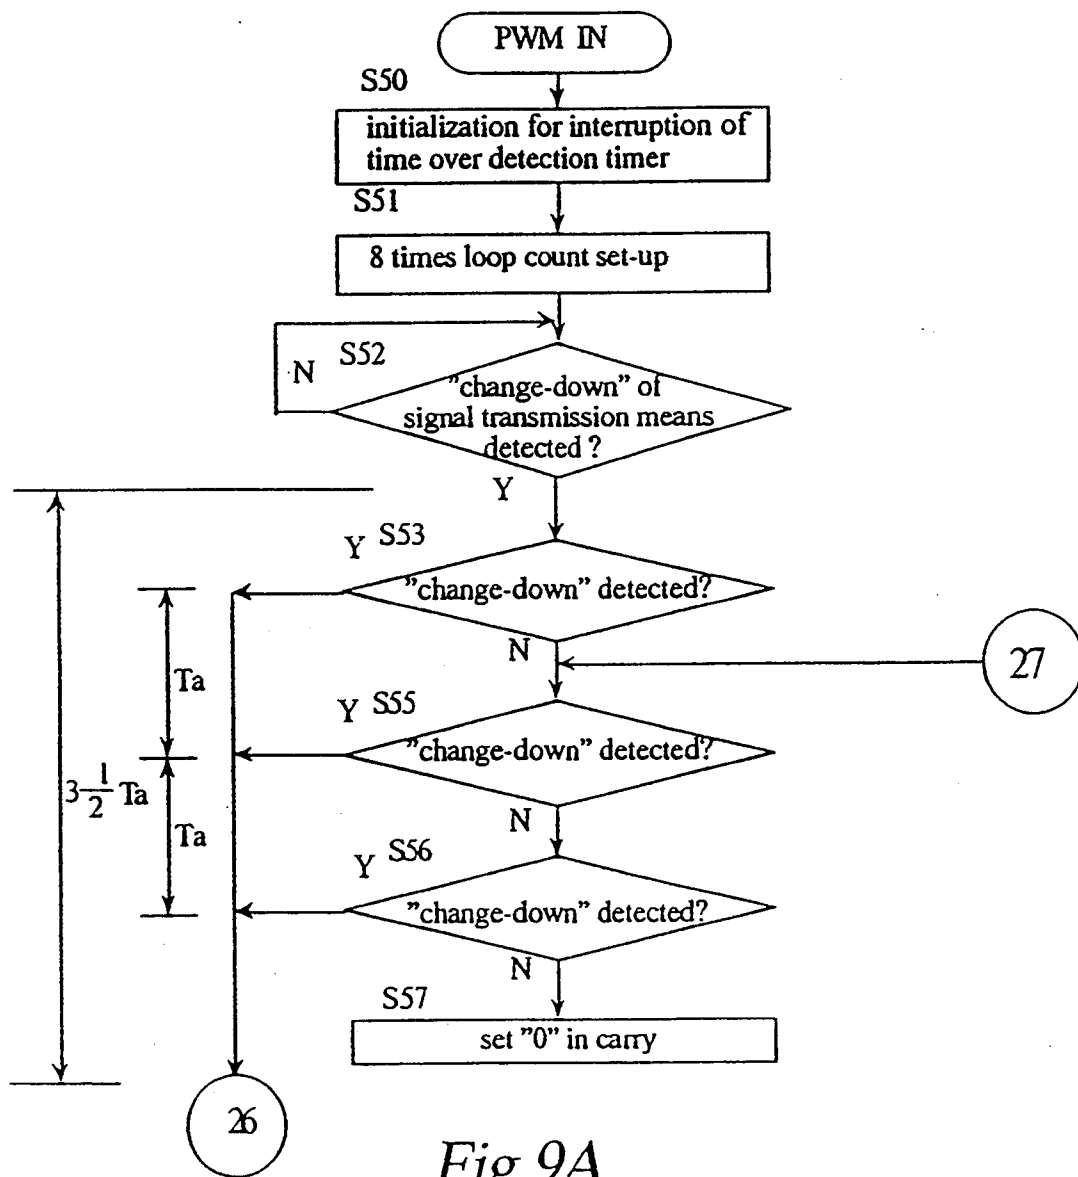 PWM IN
S50
initialization for interruption of
time over detection timer
S51
8 times loop count set-up
S52
N
"change-down" of
signal transmission means
detected ?
Y
Y S53
"change-down" detected?
N
27
Ta
Y S55
"change-down" detected?
3 1/2 Ta
N
Ta
Y S56
"change-down" detected?
N
S57
set "0" in carry
26
Fig 9A